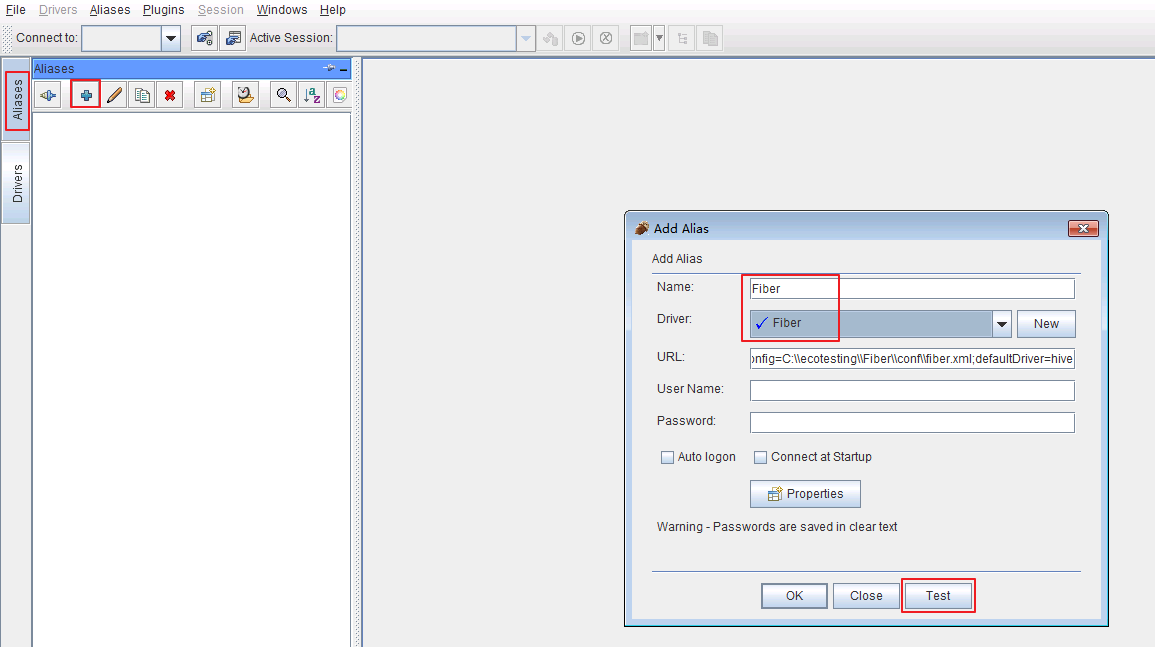 File Drivers Aliases Plugins Session Windows Help
Connect to: Active Session:
Aliases
Aliases
Drivers
Add Alias
Add Alias
Name: Fiber
Driver: Fiber New
URL: onfig=C:\\ecotesting\\Fiber\\conf\\fiber.xml;defaultDriver=hive
User Name:
Password:
Auto logon Connect at Startup
Properties
Warning - Passwords are saved in clear text
OK Close Test